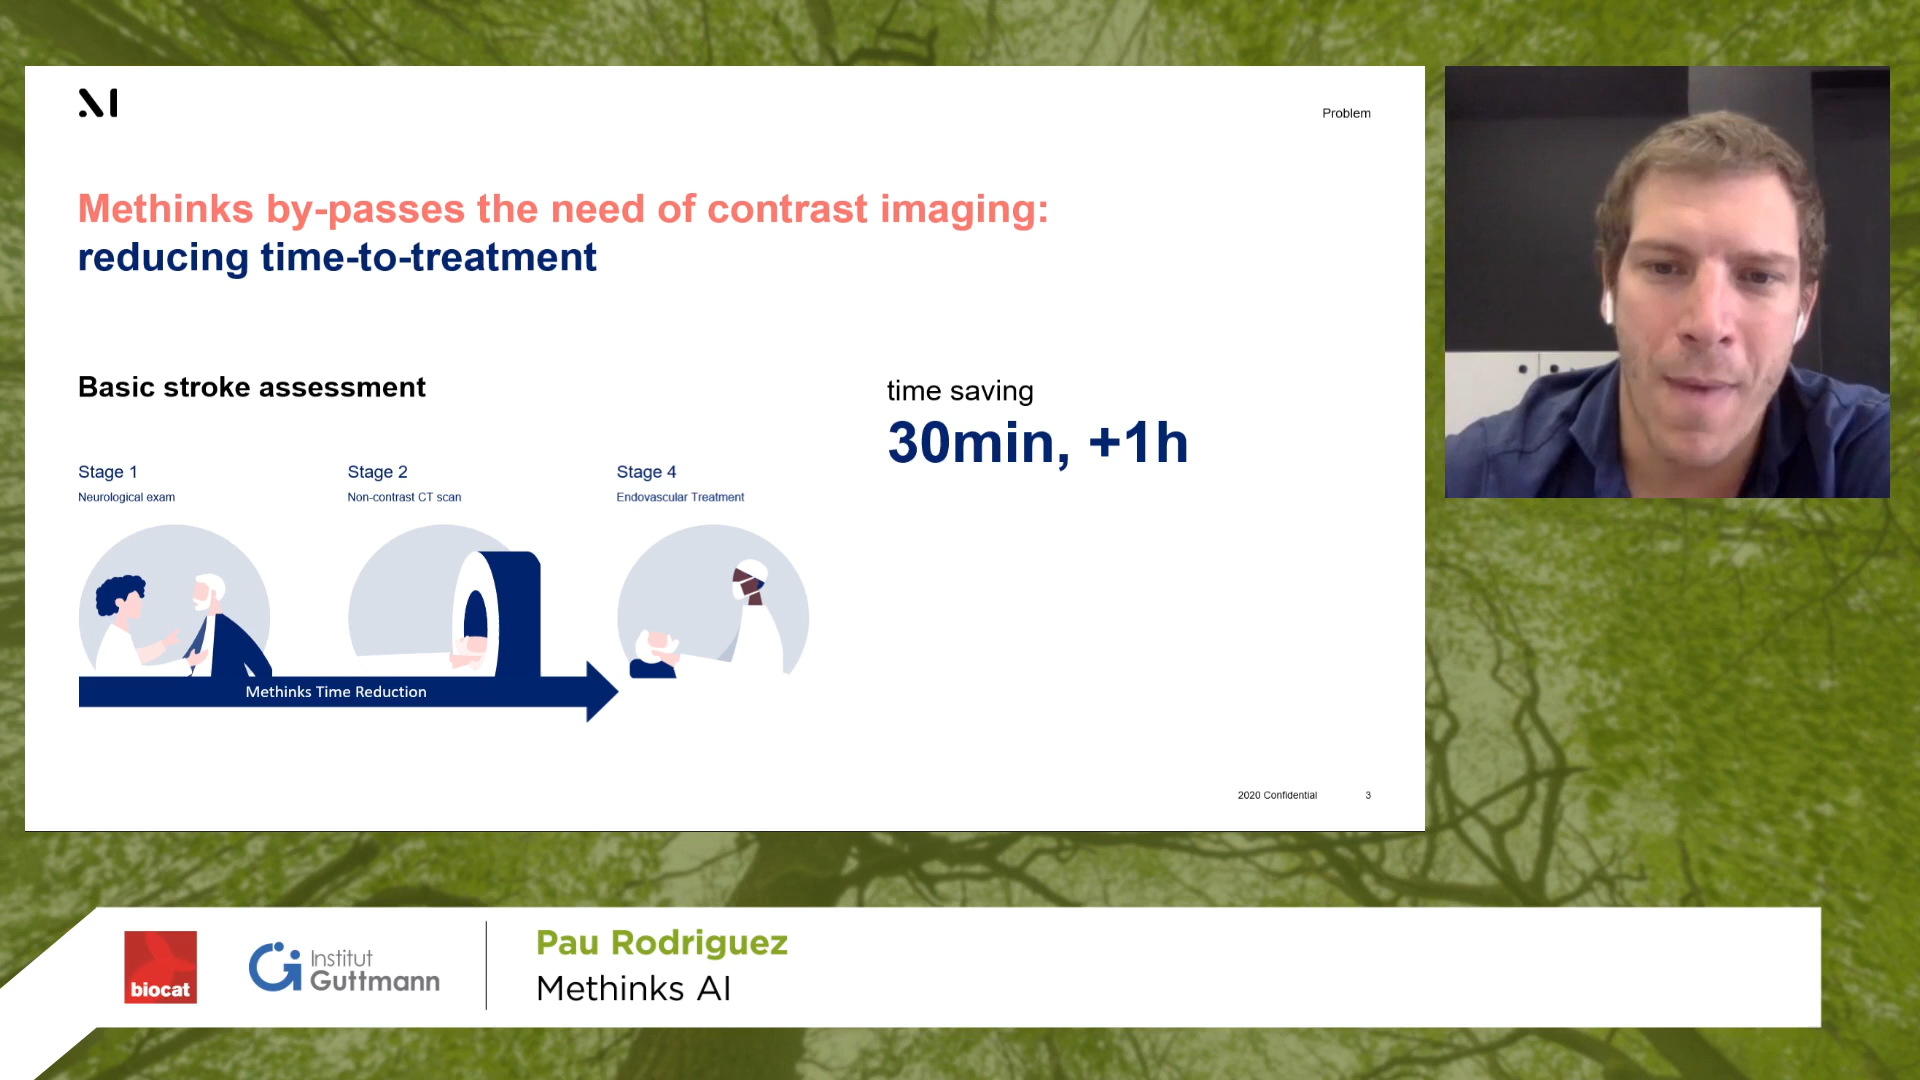 Problem
Methinks by-passes the need of contrast imaging:
reducing time-to-treatment
Basic stroke assessment
time saving
30min, +1h
Stage 1
Neurological exam
Stage 2
Non-contrast CT scan
Stage 4
Endovascular Treatment
Methinks Time Reduction
2020 Confidential
3
biocat
Institut
Guttmann
Pau Rodriguez
Methinks AI